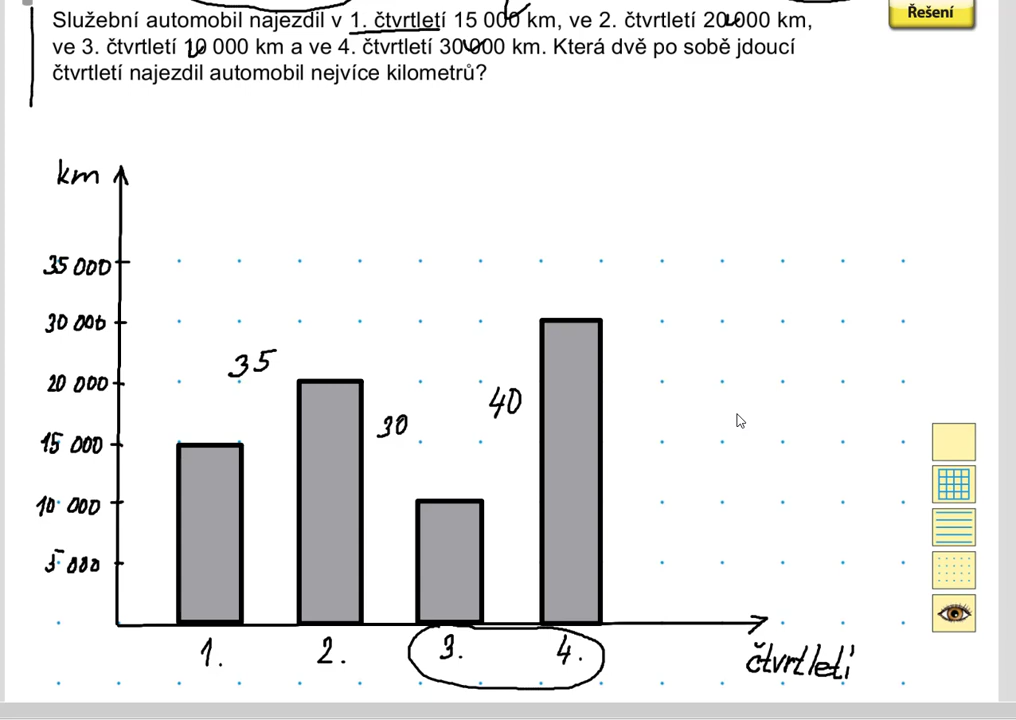 Služební automobil najezdil v 1. čtvrtletí 15 000 km, ve 2. čtvrtletí 20 000 km,
ve 3. čtvrtletí 10 000 km a ve 4. čtvrtletí 30 000 km. Která dvě po sobě jdoucí
čtvrtletí najezdil automobil nejvíce kilometrů?
Řešení
km
35 000
30 000
35
20 000
40
30
15 000
10 000
5 000
1. 2. 3. 4.
čtvrtletí